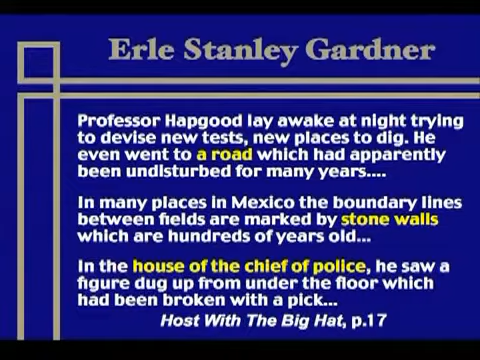 Erle Stanley Gardner
Professor Hapgood lay awake at night trying
to devise new tests, new places to dig. He
even went to a road which had apparently
been undisturbed for many years....
In many places in Mexico the boundary lines
between fields are marked by stone walls
which are hundreds of years old...
In the house of the chief of police, he saw a
figure dug up from under the floor which
had been broken with a pick...
Host With The Big Hat, p.17